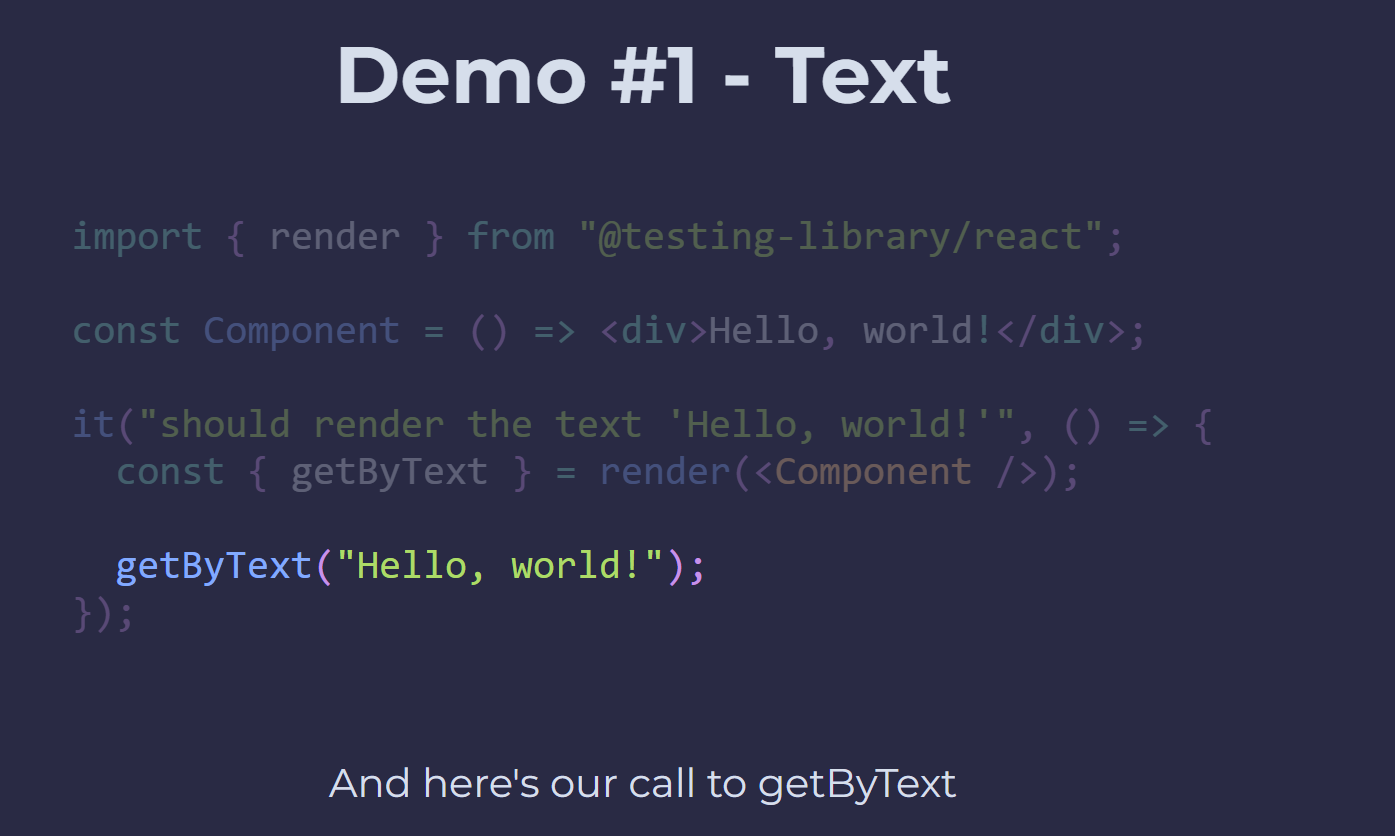 Demo #1 - Text
import { render } from "@testing-library/react";
const Component = () => <div>Hello, world!</div>;
it("should render the text 'Hello, world!'", () => {
  const { getByText } = render(<Component />);
  getByText("Hello, world!");
});
And here's our call to getByText